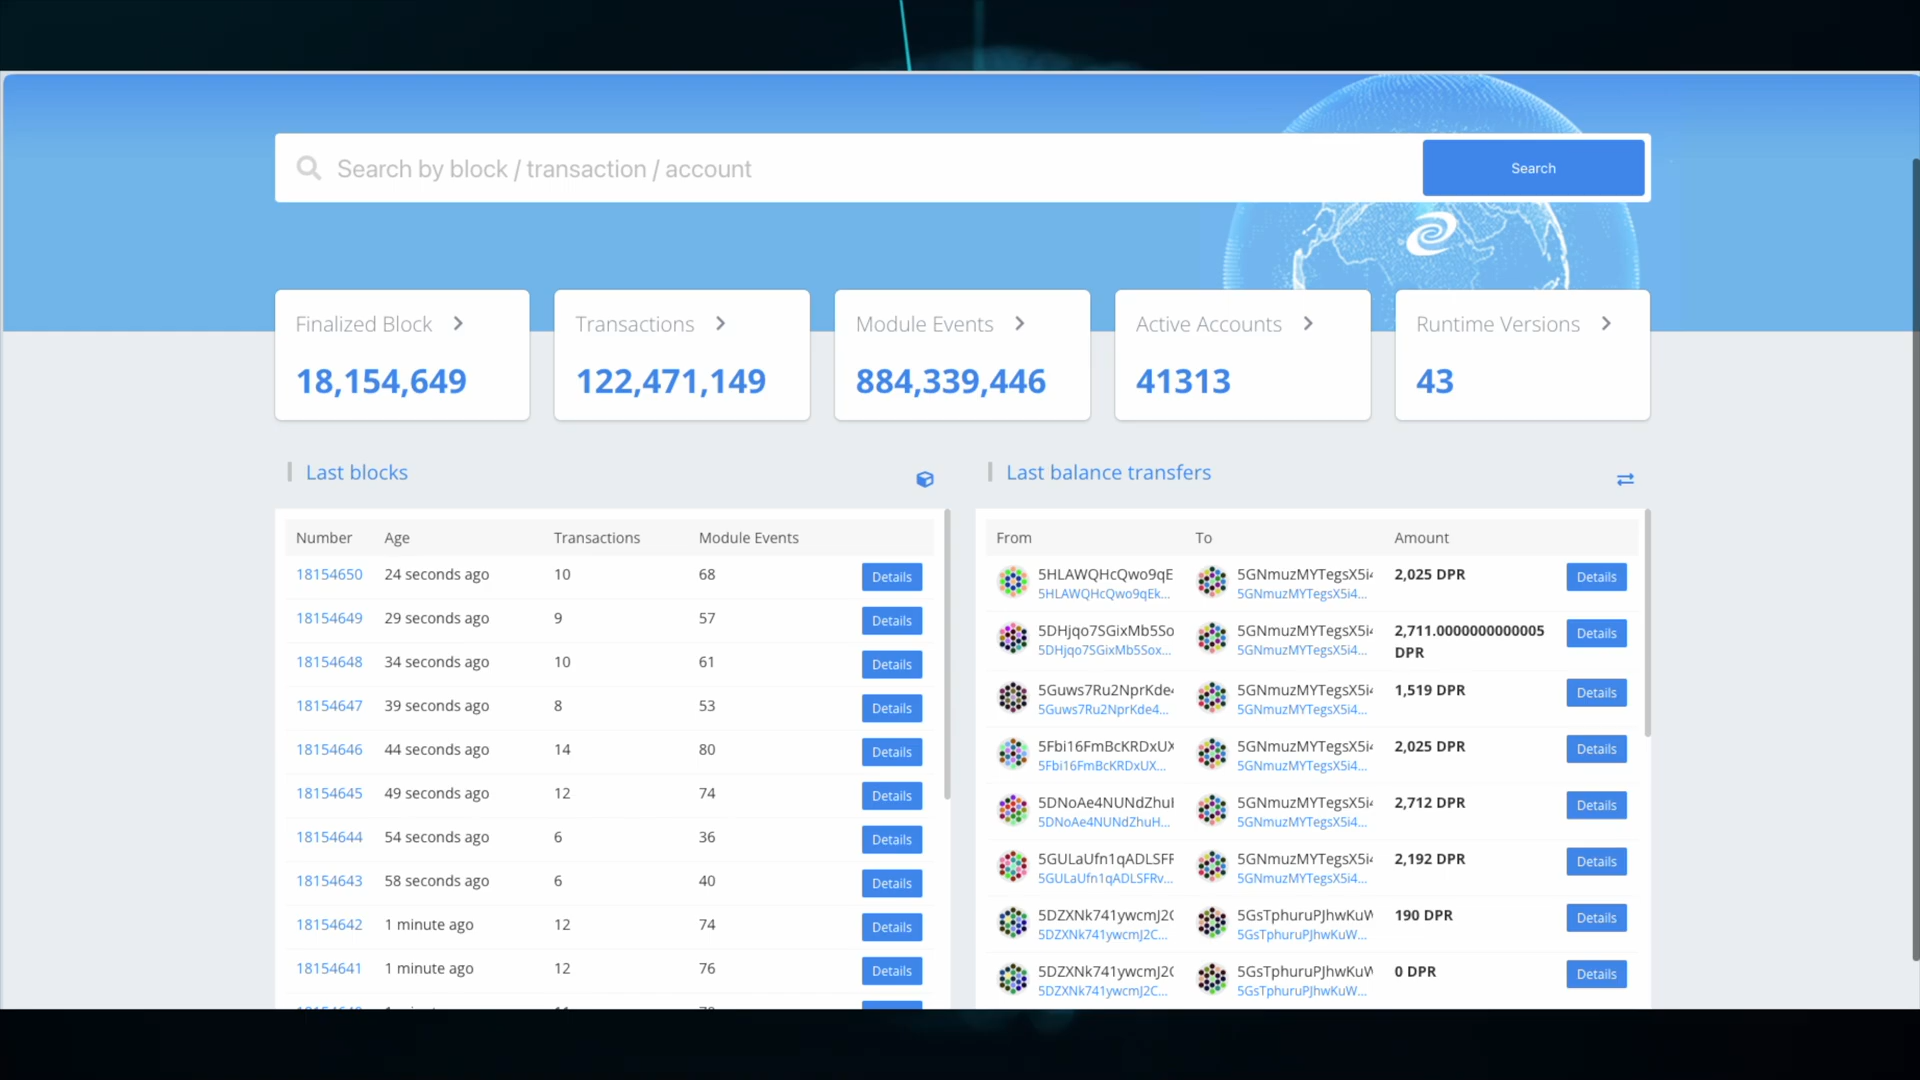 Search by block / transaction / account
Search
Finalized Block
Transactions
Module Events
Active Accounts
Runtime Versions
18,154,649
122,471,149
884,339,446
41313
43
Last blocks
Number Age Transactions Module Events
18154650 24 seconds ago 10 68 Details
18154649 29 seconds ago 9 57 Details
18154648 34 seconds ago 10 61 Details
18154647 39 seconds ago 8 53 Details
18154646 44 seconds ago 14 80 Details
18154645 49 seconds ago 12 74 Details
18154644 54 seconds ago 6 36 Details
18154643 58 seconds ago 6 40 Details
18154642 1 minute ago 12 74 Details
18154641 1 minute ago 12 76 Details
Last balance transfers
From To Amount
5HLAWQHcQwo9qE 5GNmuzMYTegsX5i 2,025 DPR Details
5HLAWQHcQwo9qEk... 5GNmuzMYTegsX5i4...
5DHjqo7SGixMb5So 5GNmuzMYTegsX5i 2,711.0000000000005 Details
5DHjqo7SGixMb5Sox... 5GNmuzMYTegsX5i4... DPR
5Guws7Ru2NprKde 5GNmuzMYTegsX5i 1,519 DPR Details
5Guws7Ru2NprKde4... 5GNmuzMYTegsX5i4...
5Fbi16FmBcKRDxUX 5GNmuzMYTegsX5i 2,025 DPR Details
5Fbi16FmBcKRDxUX... 5GNmuzMYTegsX5i4...
5DNoAe4NUNdZhu 5GNmuzMYTegsX5i 2,712 DPR Details
5DNoAe4NUNdZhuH... 5GNmuzMYTegsX5i4...
5GULaUfn1qADLSFR 5GNmuzMYTegsX5i 2,192 DPR Details
5GULaUfn1qADLSFRv... 5GNmuzMYTegsX5i4...
5DZXNk741ywcmJ2C 5GsTphuruPJhwKuW 190 DPR Details
5DZXNk741ywcmJ2C... 5GsTphuruPJhwKuW...
5DZXNk741ywcmJ2C 5GsTphuruPJhwKuW 0 DPR Details
5DZXNk741ywcmJ2C... 5GsTphuruPJhwKuW...